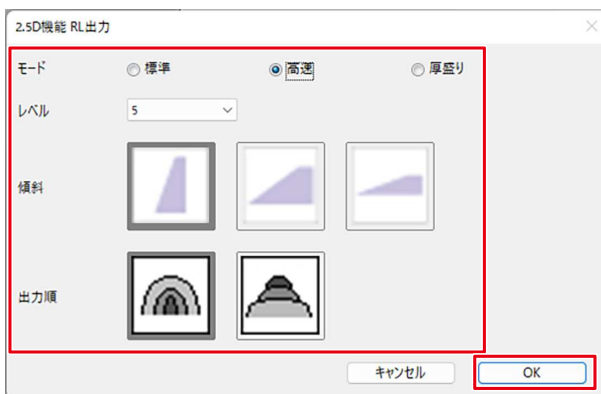 2.5D機能 RL出力
モード 標準 高速 厚盛り
レベル 5
傾斜
出力順
キャンセル OK